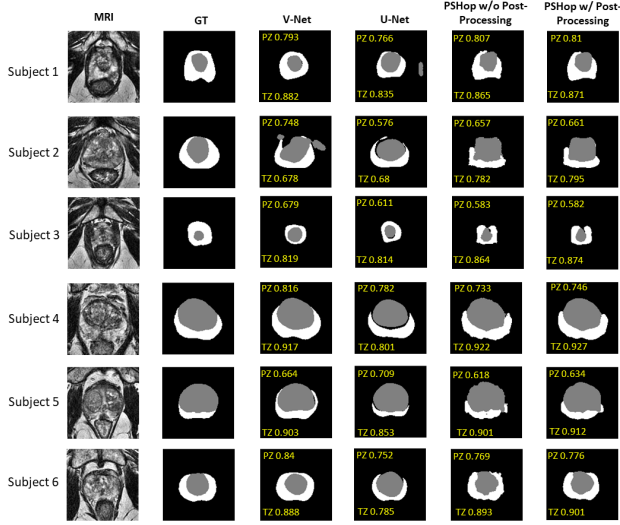 MRI GT V-Net U-Net PSHop w/o Post-Processing PSHop w/ Post-Processing
PZ 0.793 PZ 0.766 PZ 0.807 PZ 0.81
Subject 1
TZ 0.882 TZ 0.835 TZ 0.865 TZ 0.871
PZ 0.748 PZ 0.576 PZ 0.657 PZ 0.661
Subject 2
TZ 0.678 TZ 0.68 TZ 0.782 TZ 0.795
PZ 0.679 PZ 0.611 PZ 0.583 PZ 0.582
Subject 3
TZ 0.819 TZ 0.814 TZ 0.864 TZ 0.874
PZ 0.816 PZ 0.782 PZ 0.733 PZ 0.746
Subject 4
TZ 0.917 TZ 0.801 TZ 0.922 TZ 0.927
PZ 0.664 PZ 0.709 PZ 0.618 PZ 0.634
Subject 5
TZ 0.903 TZ 0.853 TZ 0.901 TZ 0.912
PZ 0.84 PZ 0.752 PZ 0.769 PZ 0.776
Subject 6
TZ 0.888 TZ 0.785 TZ 0.893 TZ 0.901